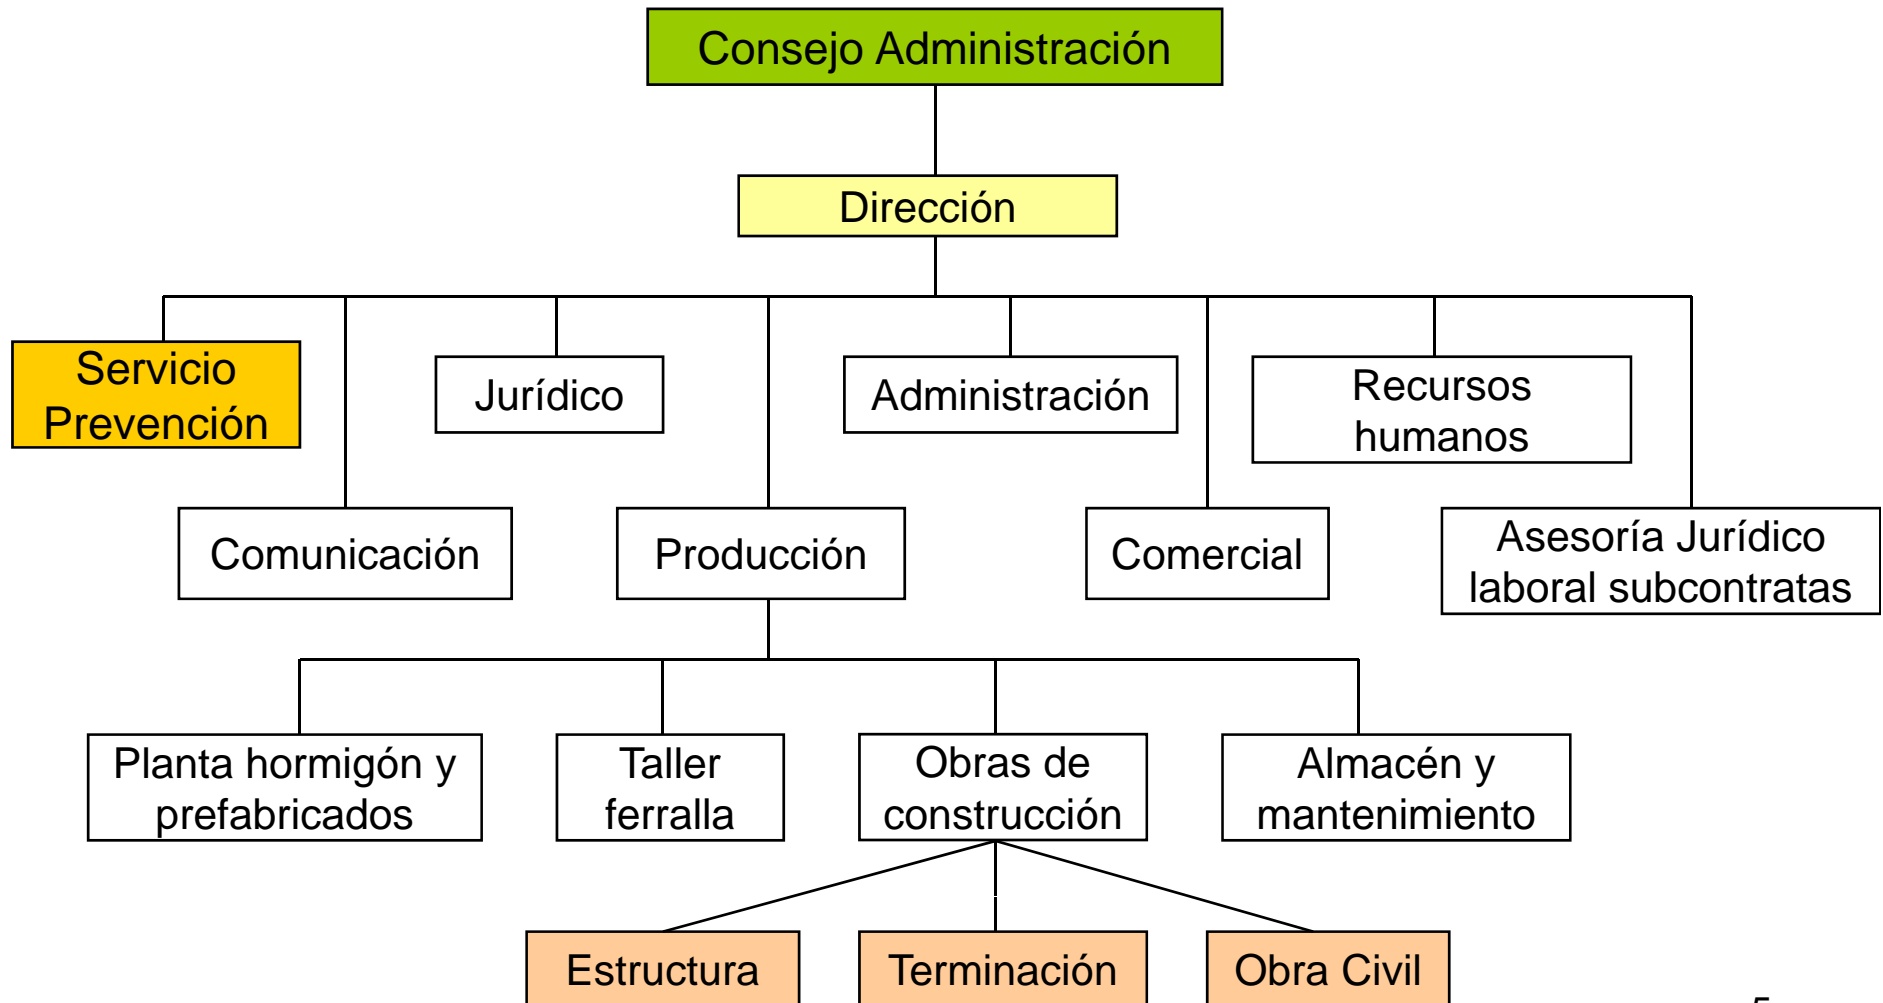 Consejo Administración
Dirección
Servicio
Prevención
Jurídico
Administración
Recursos
humanos
Comunicación
Producción
Comercial
Asesoría Jurídico
laboral subcontratas
Planta hormigón y
prefabricados
Taller
ferralla
Obras de
construcción
Almacén y
mantenimiento
Estructura
Terminación
Obra Civil